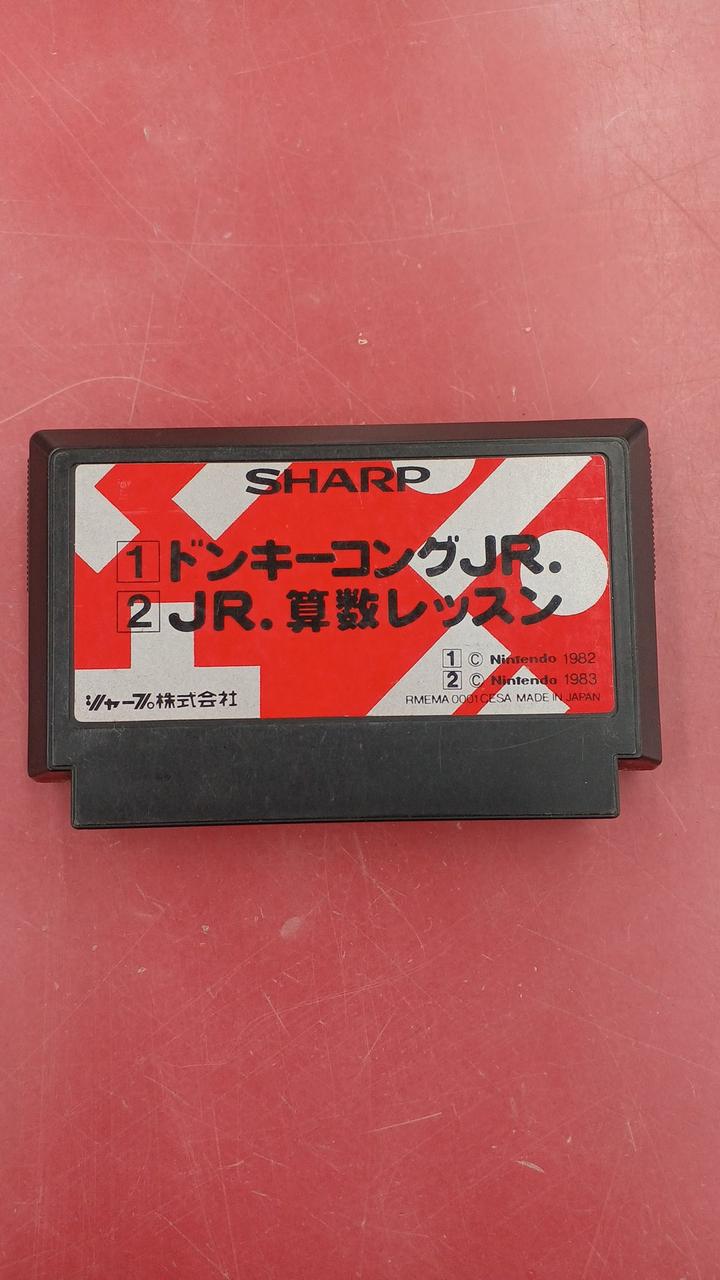 SHARP
1 ドンキーコングJR.
2 JR.算数レッスン
1 © Nintendo 1982
2 © Nintendo 1983
シャープ株式会社
RMEMA 0001CESA MADE IN JAPAN